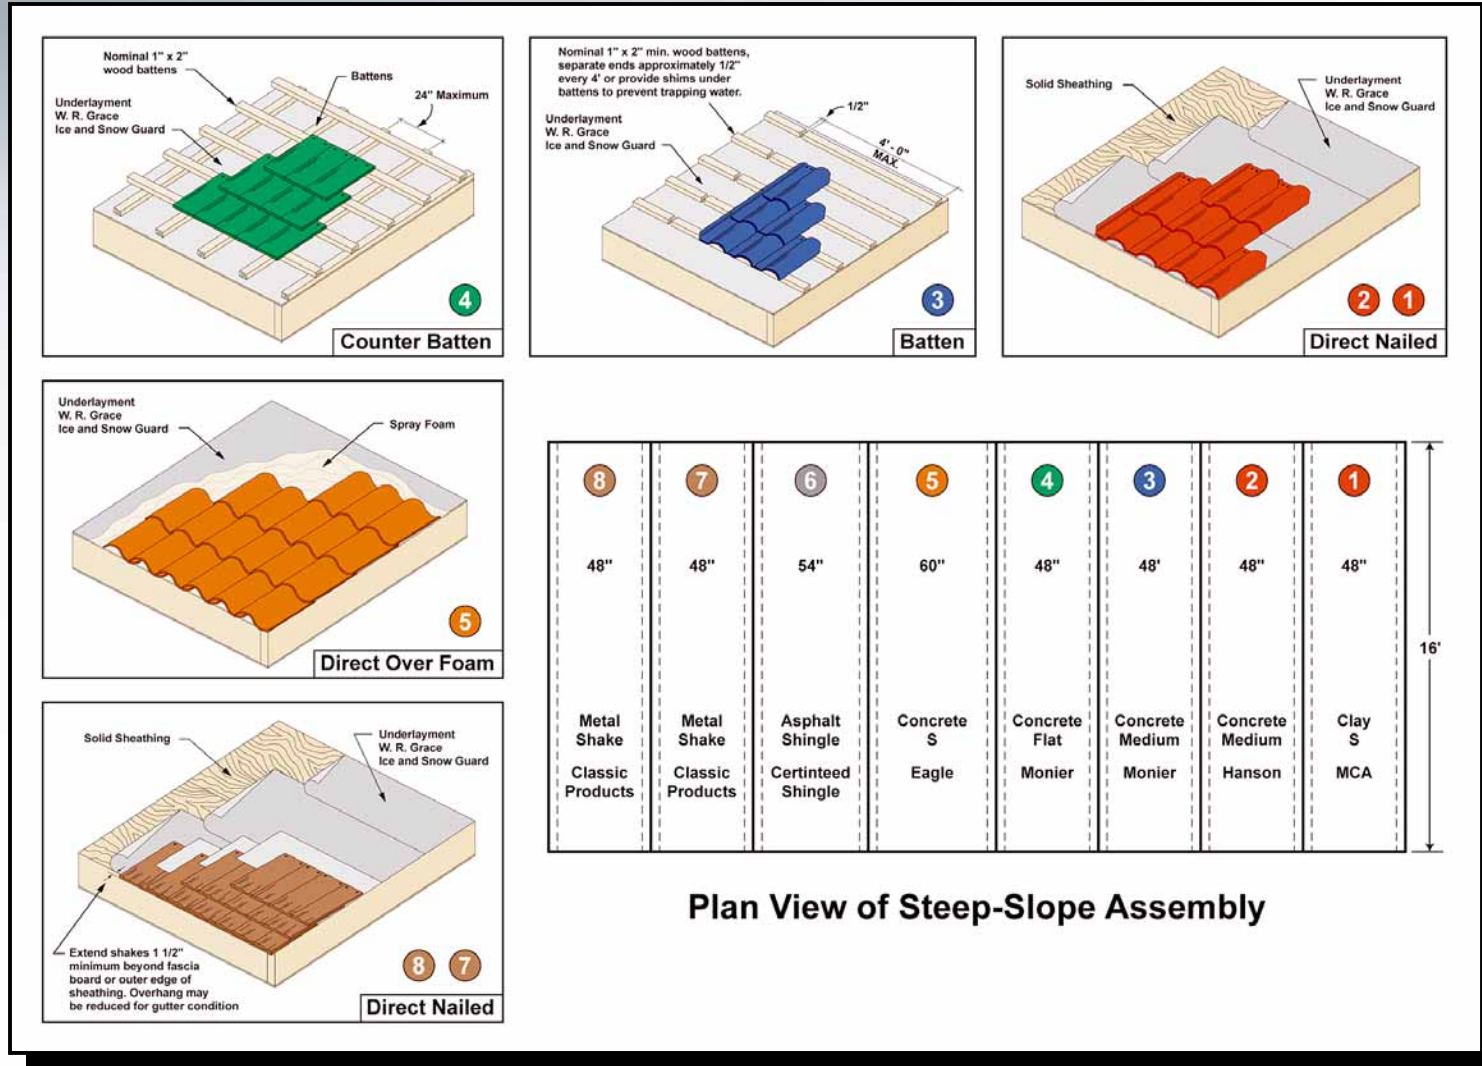 Nominal 1" x 2"
wood battens
Battens
24" Maximum
Underlayment
W. R. Grace
Ice and Snow Guard
4
Counter Batten
Nominal 1" x 2" min. wood battens,
separate ends approximately 1/2"
every 4' or provide shims under
battens to prevent trapping water.
1/2"
Underlayment
W. R. Grace
Ice and Snow Guard
4' - 0"
MAX.
3
Batten
Solid Sheathing
Underlayment
W. R. Grace
Ice and Snow Guard
2 1
Direct Nailed
Underlayment
W. R. Grace
Ice and Snow Guard
Spray Foam
5
Direct Over Foam
Solid Sheathing
Underlayment
W. R. Grace
Ice and Snow Guard
Extend shakes 1 1/2"
minimum beyond fascia
board or outer edge of
sheathing. Overhang may
be reduced for gutter condition
8 7
Direct Nailed
8 7 6 5 4 3 2 1
48" 48" 54" 60" 48" 48' 48" 48"
16'
Metal Metal Asphalt Concrete Concrete Concrete Concrete Clay
Shake Shake Shingle S Flat Medium Medium S
Classic Classic Certinteed Eagle Monier Monier Hanson MCA
Products Products Shingle
Plan View of Steep-Slope Assembly